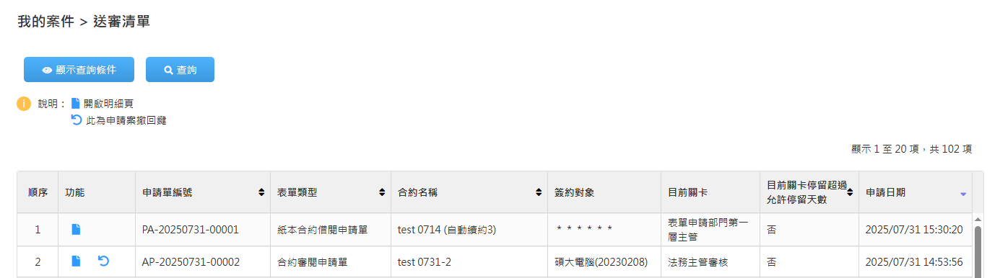 我的案件 > 送審清單
顯示查詢條件 查詢
i 說明： 開啟明細頁
此為申請案撤回鍵
顯示 1 至 20 項，共 102 項
順序 功能 申請單編號 表單類型 合約名稱 簽約對象 目前關卡 目前關卡停留超過 申請日期
允許停留天數
1 PA-20250731-00001 紙本合約借閱申請單 test 0714 (自動續約3) ＊＊＊＊＊＊ 表單申請部門第一 否 2025/07/31 15:30:20
層主管
2 AP-20250731-00002 合約審閱申請單 test 0731-2 碩大電腦(20230208) 法務主管審核 否 2025/07/31 14:53:56